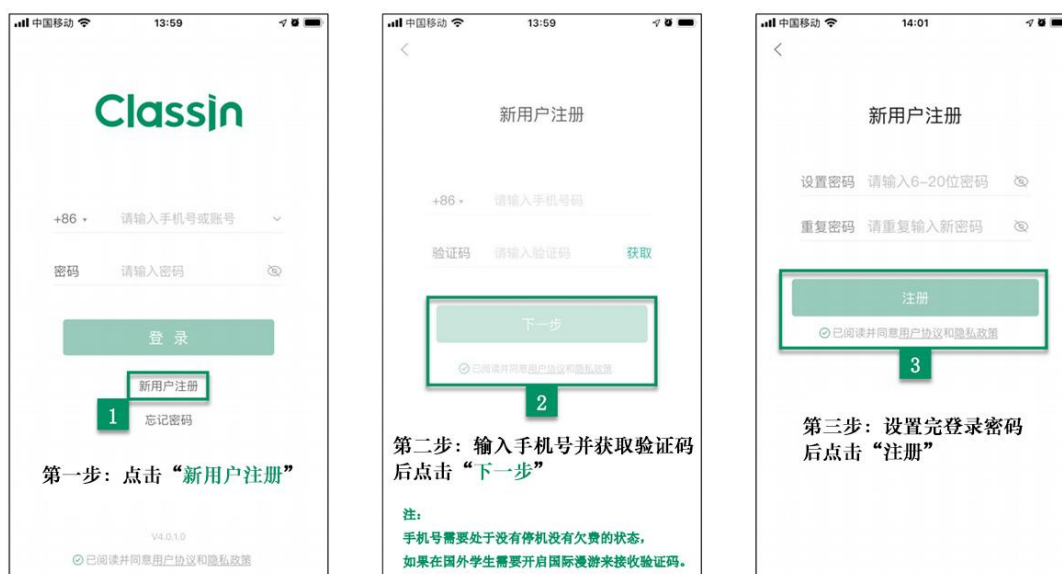 中国移动 13:59
ClassIn
+86 请输入手机号或账号
密码 请输入密码
登 录
新用户注册
1
忘记密码
第一步：点击“新用户注册”
V4.0.1.0
已阅读并同意用户协议和隐私政策
中国移动 13:59
新用户注册
+86 请输入手机号码
验证码 请输入验证码 获取
下一步
已阅读并同意用户协议和隐私政策
2
第二步：输入手机号并获取验证码
后点击“下一步”
注：
手机号需要处于没有停机没有欠费的状态，
如果在国外学生需要开启国际漫游来接收验证码。
中国移动 14:01
新用户注册
设置密码 请输入6-20位密码
重复密码 请重复输入新密码
注册
已阅读并同意用户协议和隐私政策
3
第三步：设置完登录密码
后点击“注册”